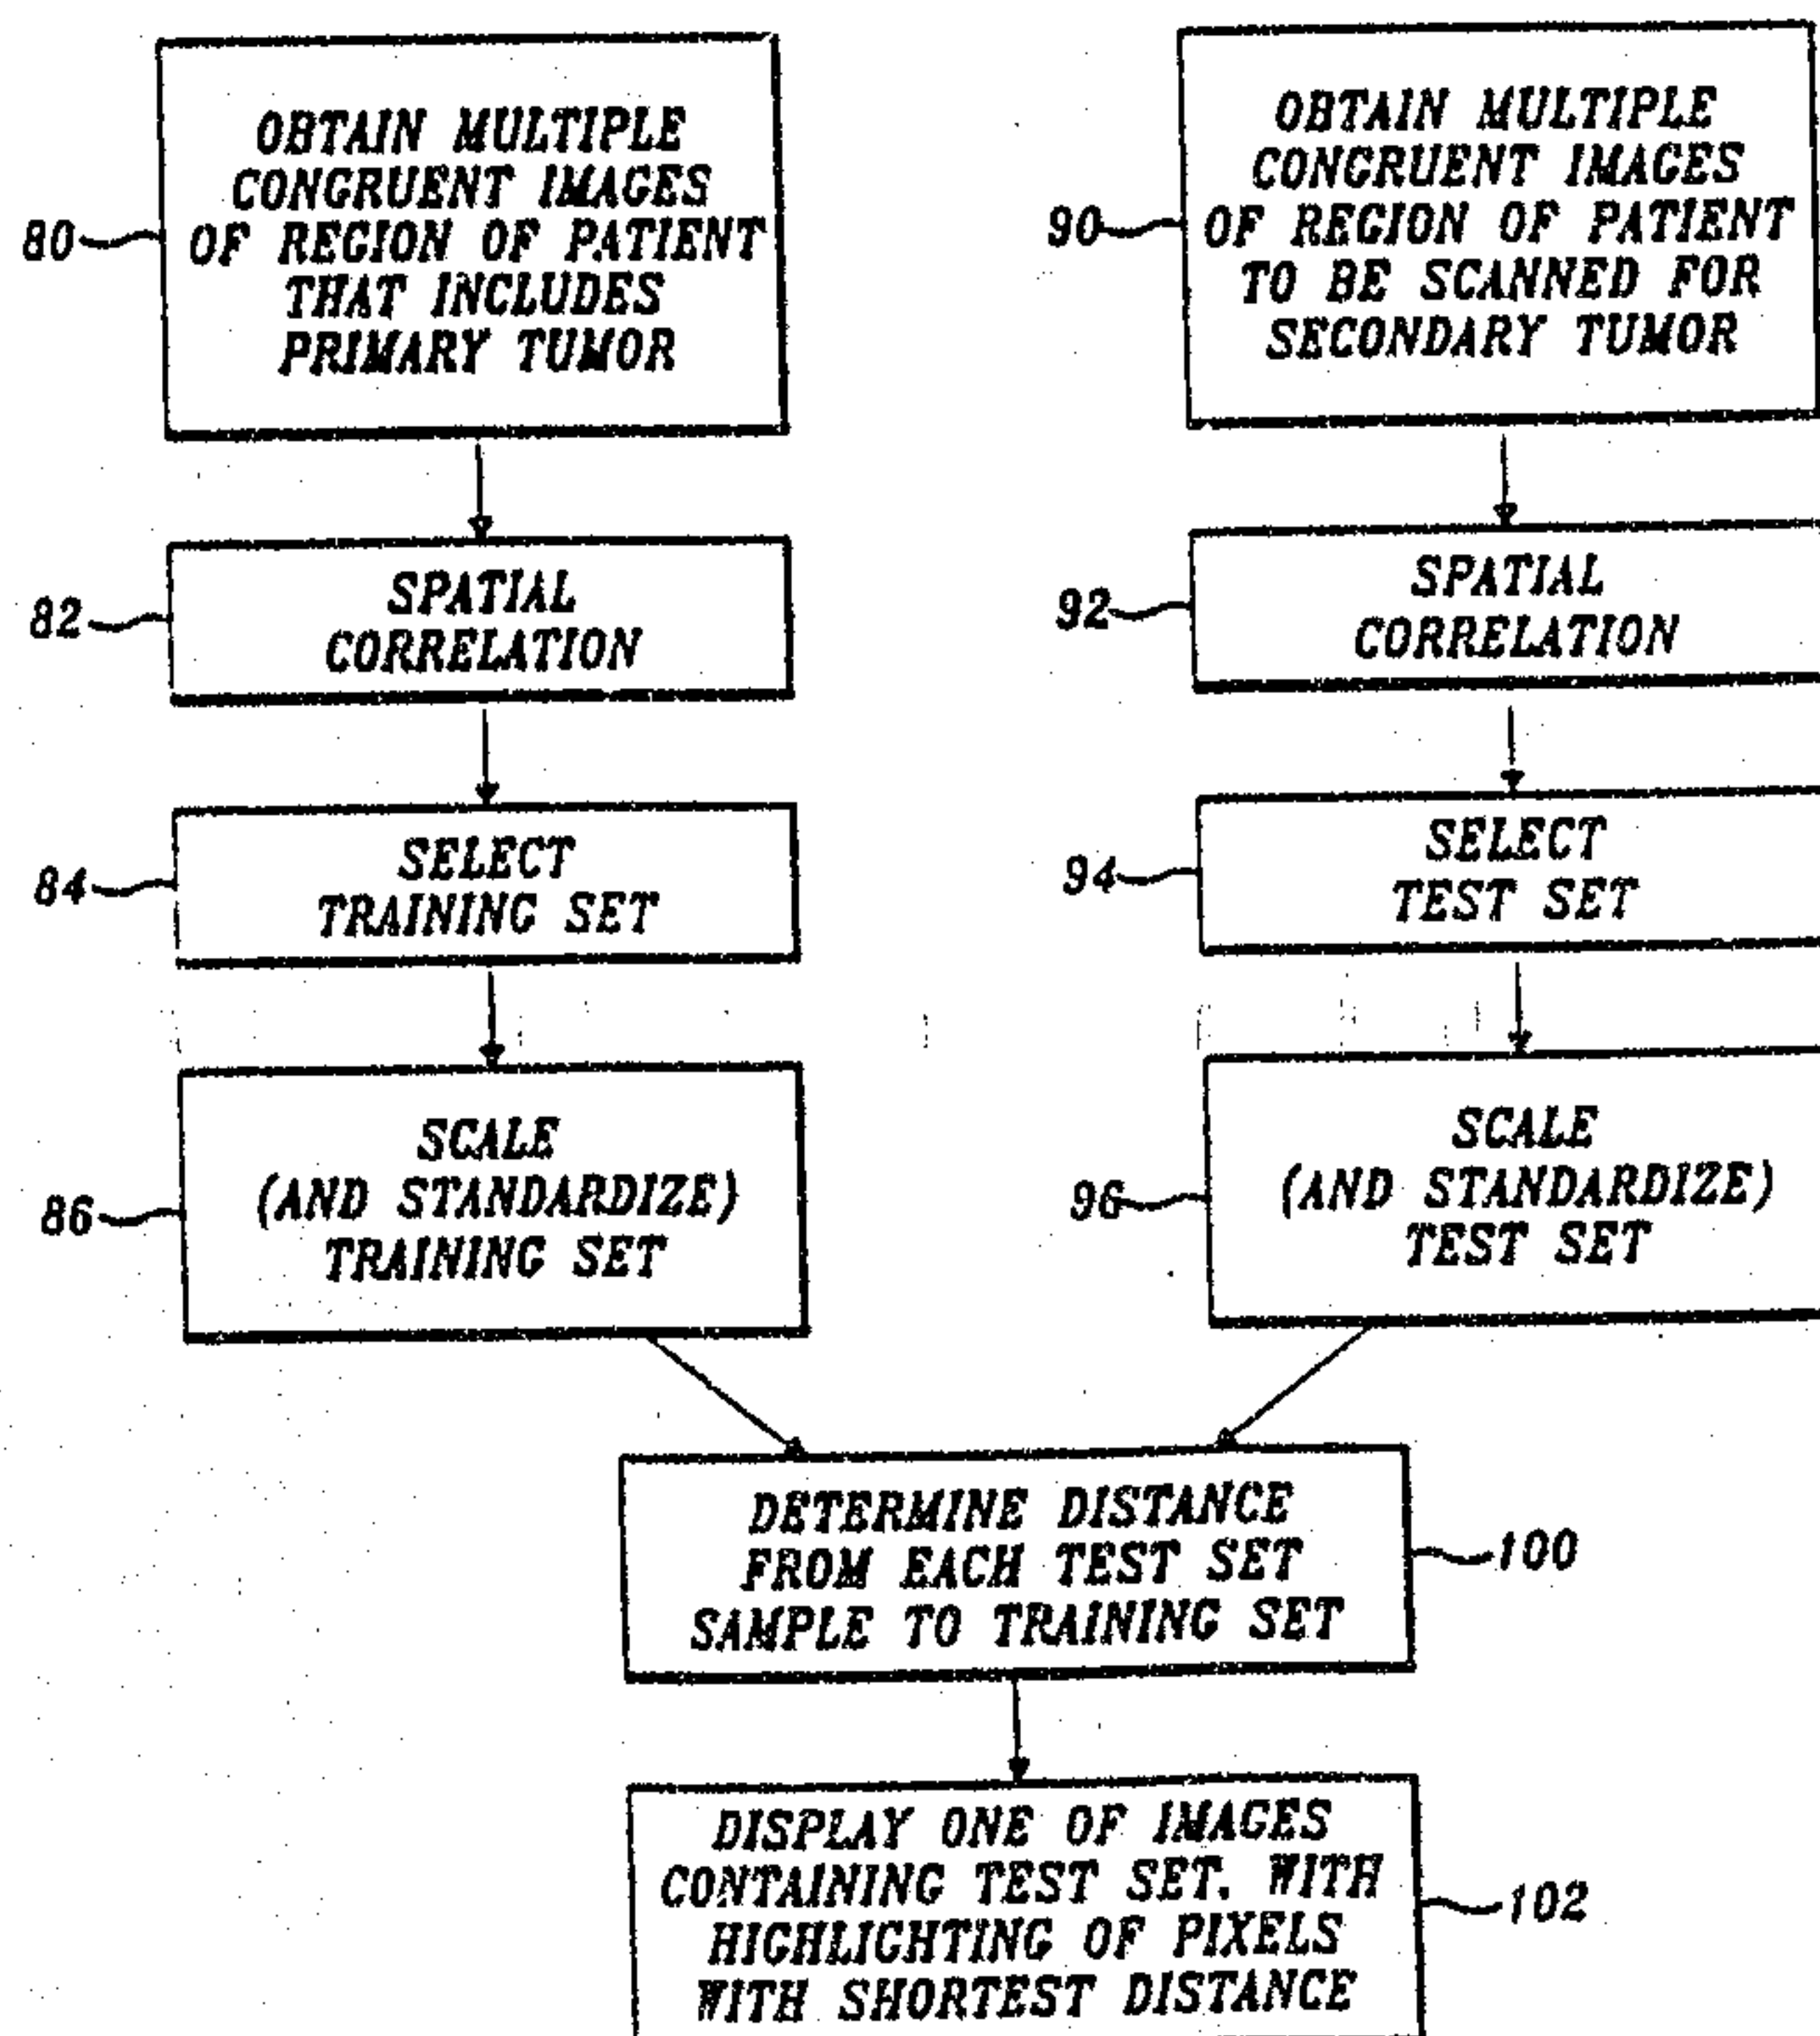 OBTAIN MULTIPLE
CONGRUENT IMAGES
OF REGION OF PATIENT
THAT INCLUDES
PRIMARY TUMOR
80
SPATIAL
CORRELATION
82
SELECT
TRAINING SET
84
SCALE
(AND STANDARDIZE)
TRAINING SET
86
OBTAIN MULTIPLE
CONGRUENT IMAGES
OF REGION OF PATIENT
TO BE SCANNED FOR
SECONDARY TUMOR
90
SPATIAL
CORRELATION
92
SELECT
TEST SET
94
SCALE
(AND STANDARDIZE)
TEST SET
96
DETERMINE DISTANCE
FROM EACH TEST SET
SAMPLE TO TRAINING SET
100
DISPLAY ONE OF IMAGES
CONTAINING TEST SET. WITH
HIGHLIGHTING OF PIXELS
WITH SHORTEST DISTANCE
102